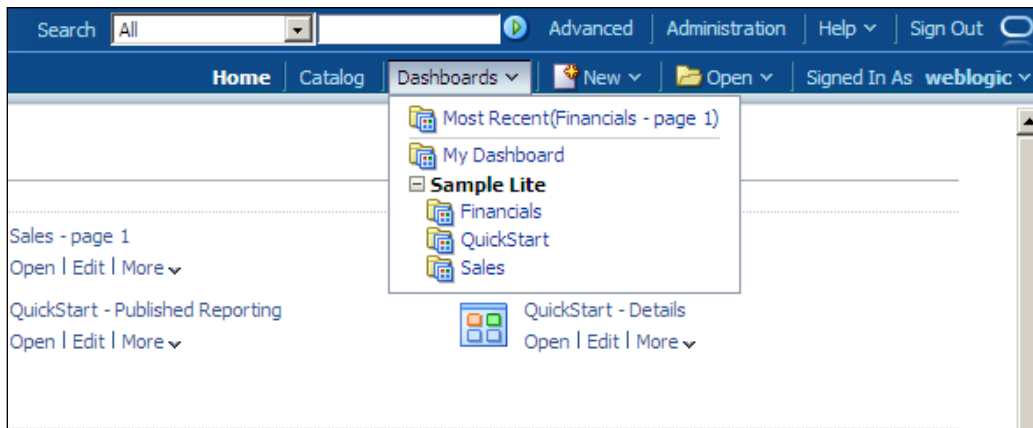 Search All Advanced Administration Help Sign Out
Home Catalog Dashboards New Open Signed In As weblogic
Most Recent(Financials - page 1)
My Dashboard
Sample Lite
Financials
QuickStart
Sales
Sales - page 1
Open | Edit | More
QuickStart - Published Reporting
Open | Edit | More
QuickStart - Details
Open | Edit | More